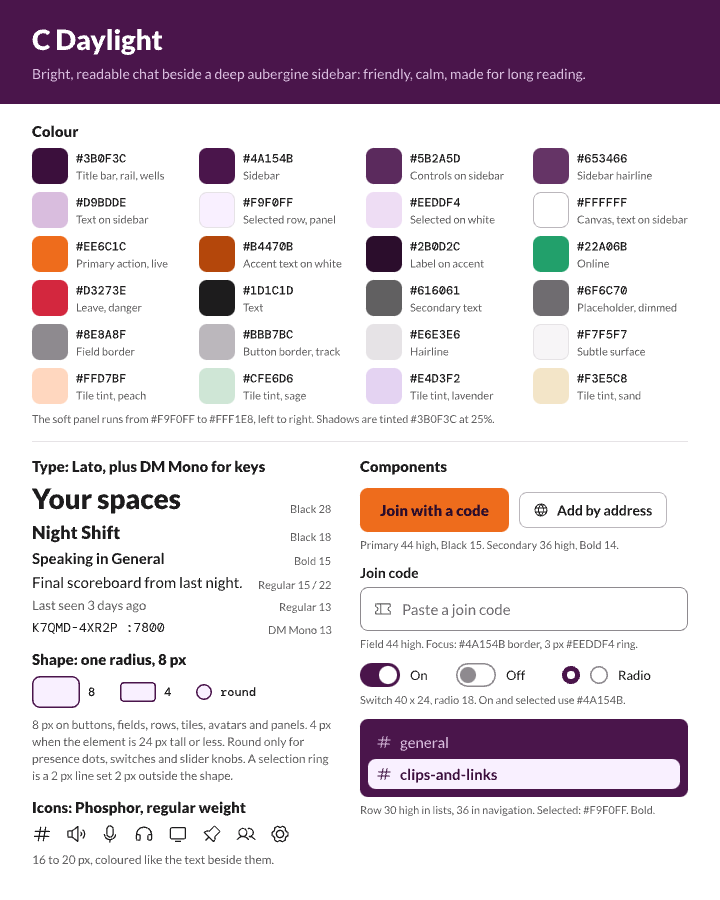 C Daylight
Bright, readable chat beside a deep aubergine sidebar: friendly, calm, made for long reading.
Colour
#3B0F3C
Title bar, rail, wells
#4A154B
Sidebar
#5B2A5D
Controls on sidebar
#653466
Sidebar hairline
#D9BDDE
Text on sidebar
#F9F0FF
Selected row, panel
#EEDDF4
Selected on white
#FFFFFF
Canvas, text on sidebar
#EE6C1C
Primary action, live
#B4470B
Accent text on white
#2B0D2C
Label on accent
#22A06B
Online
#D3273E
Leave, danger
#1D1C1D
Text
#616061
Secondary text
#6F6C70
Placeholder, dimmed
#8E8A8F
Field border
#BBB7BC
Button border, track
#E6E3E6
Hairline
#F7F5F7
Subtle surface
#FFD7BF
Tile tint, peach
#CFE6D6
Tile tint, sage
#E4D3F2
Tile tint, lavender
#F3E5C8
Tile tint, sand
The soft panel runs from #F9F0FF to #FFF1E8, left to right. Shadows are tinted #3B0F3C at 25%.
Type: Lato, plus DM Mono for keys
Your spaces
Black 28
Night Shift
Black 18
Speaking in General
Bold 15
Final scoreboard from last night.
Regular 15 / 22
Last seen 3 days ago
Regular 13
K7QMD-4XR2P :7800
DM Mono 13
Shape: one radius, 8 px
8
4
round
8 px on buttons, fields, rows, tiles, avatars and panels. 4 px
when the element is 24 px tall or less. Round only for
presence dots, switches and slider knobs. A selection ring
is a 2 px line set 2 px outside the shape.
Icons: Phosphor, regular weight
16 to 20 px, coloured like the text beside them.
Components
Join with a code
Add by address
Primary 44 high, Black 15. Secondary 36 high, Bold 14.
Join code
Paste a join code
Field 44 high. Focus: #4A154B border, 3 px #EEDDF4 ring.
On
Off
Radio
Switch 40 x 24, radio 18. On and selected use #4A154B.
# general
# clips-and-links
Row 30 high in lists, 36 in navigation. Selected: #F9F0FF. Bold.